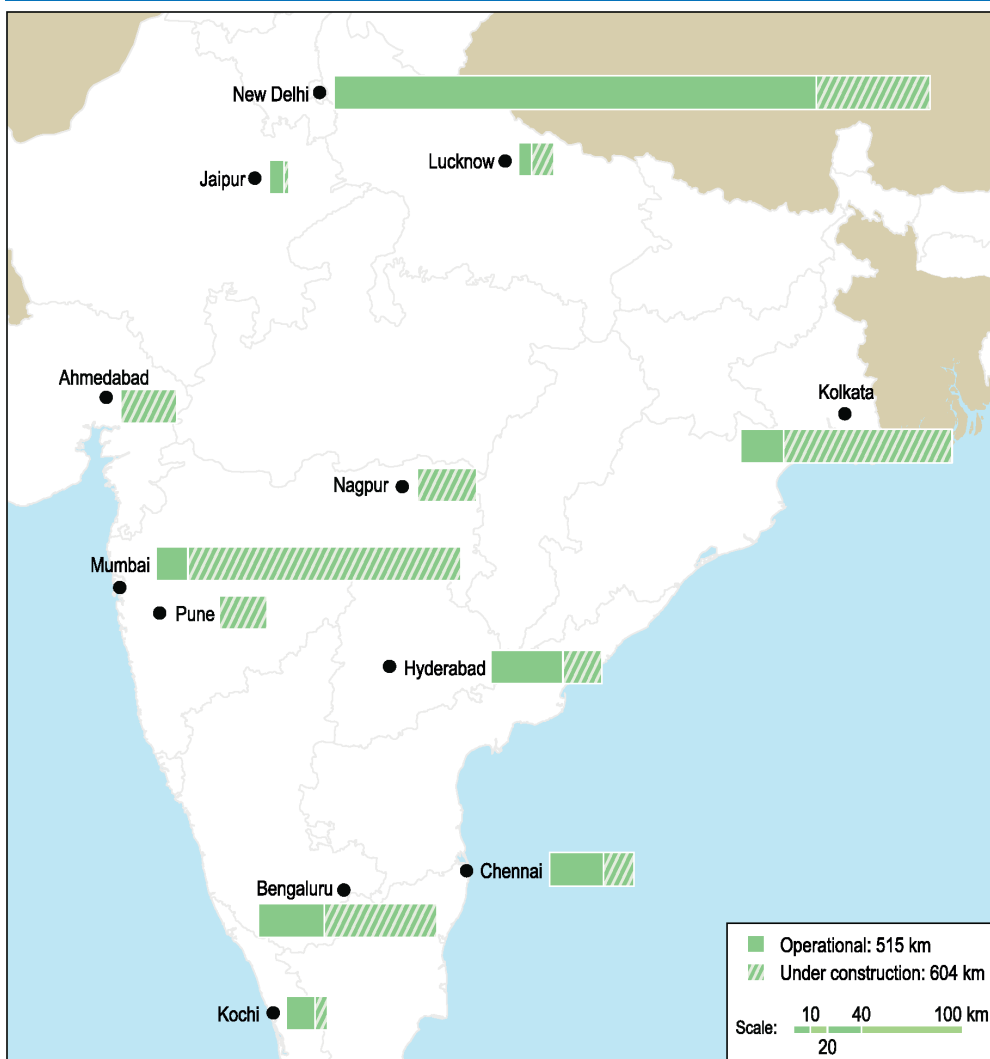 New Delhi
Lucknow
Jaipur
Ahmedabad
Kolkata
Nagpur
Mumbai
Pune
Hyderabad
Chennai
Bengaluru
Kochi
Operational: 515 km
Under construction: 604 km
Scale: 10 40 100 km
20